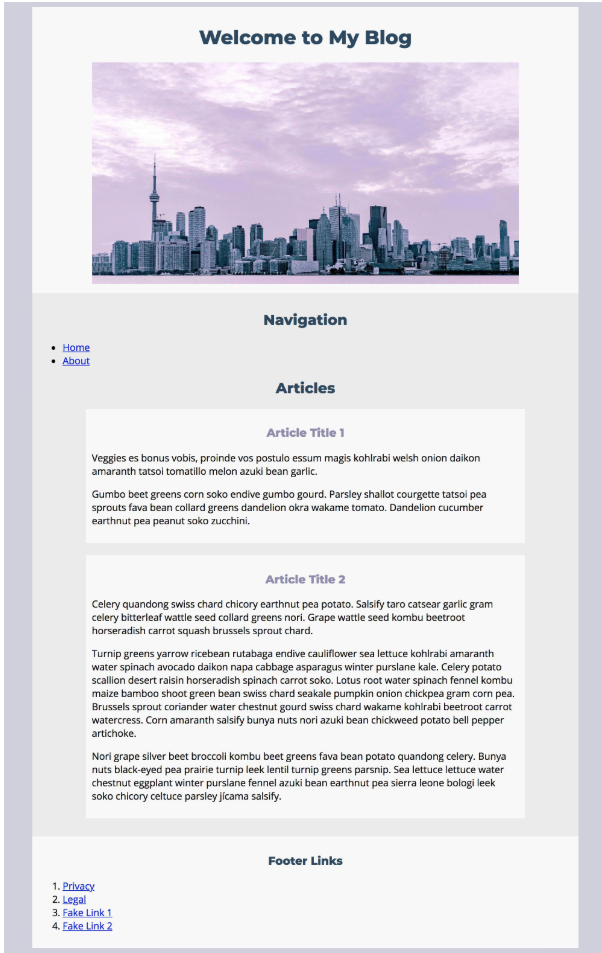 Welcome to My Blog
Navigation
Home
About
Articles
Article Title 1
Veggies es bonus vobis, proinde vos postulo essum magis kohlrabi welsh onion daikon
amaranth tatsoi tomatillo melon azuki bean garlic.
Gumbo beet greens corn soko endive gumbo gourd. Parsley shallot courgette tatsoi pea
sprouts fava bean collard greens dandelion okra wakame tomato. Dandelion cucumber
earthnut pea peanut soko zucchini.
Article Title 2
Celery quandong swiss chard chicory earthnut pea potato. Salsify taro catsear garlic gram
celery bitterleaf wattle seed collard greens nori. Grape wattle seed kombu beetroot
horseradish carrot squash brussels sprout chard.
Turnip greens yarrow ricebean rutabaga endive cauliflower sea lettuce kohlrabi amaranth
water spinach avocado daikon napa cabbage asparagus winter purslane kale. Celery potato
scallion desert raisin horseradish spinach carrot soko. Lotus root water spinach fennel kombu
maize bamboo shoot green bean swiss chard seakale pumpkin onion chickpea gram corn pea.
Brussels sprout coriander water chestnut gourd swiss chard wakame kohlrabi beetroot carrot
watercress. Corn amaranth salsify bunya nuts nori azuki bean chickweed potato bell pepper
artichoke.
Nori grape silver beet broccoli kombu beet greens fava bean potato quandong celery. Bunya
nuts black-eyed pea prairie turnip leek lentil turnip greens parsnip. Sea lettuce lettuce water
chestnut eggplant winter purslane fennel azuki bean earthnut pea sierra leone bologi leek
soko chicory celtuce parsley jícama salsify.
Footer Links
1. Privacy
2. Legal
3. Fake Link 1
4. Fake Link 2